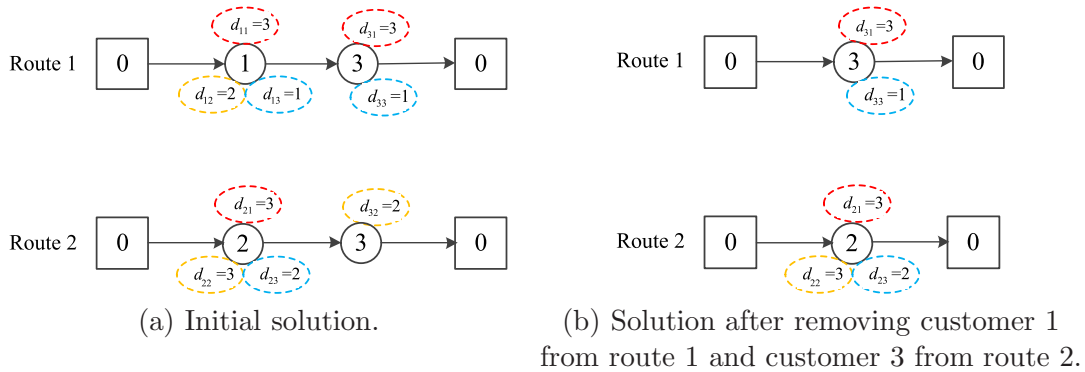 d₁₁=3 d₃₁=3
Route 1 0 1 3 0
d₁₂=2 d₁₃=1 d₃₃=1
d₂₁=3 d₃₂=2
Route 2 0 2 3 0
d₂₂=3 d₂₃=2
(a) Initial solution.
d₃₁=3
Route 1 0 3 0
d₃₃=1
d₂₁=3
Route 2 0 2 0
d₂₂=3 d₂₃=2
(b) Solution after removing customer 1
from route 1 and customer 3 from route 2.